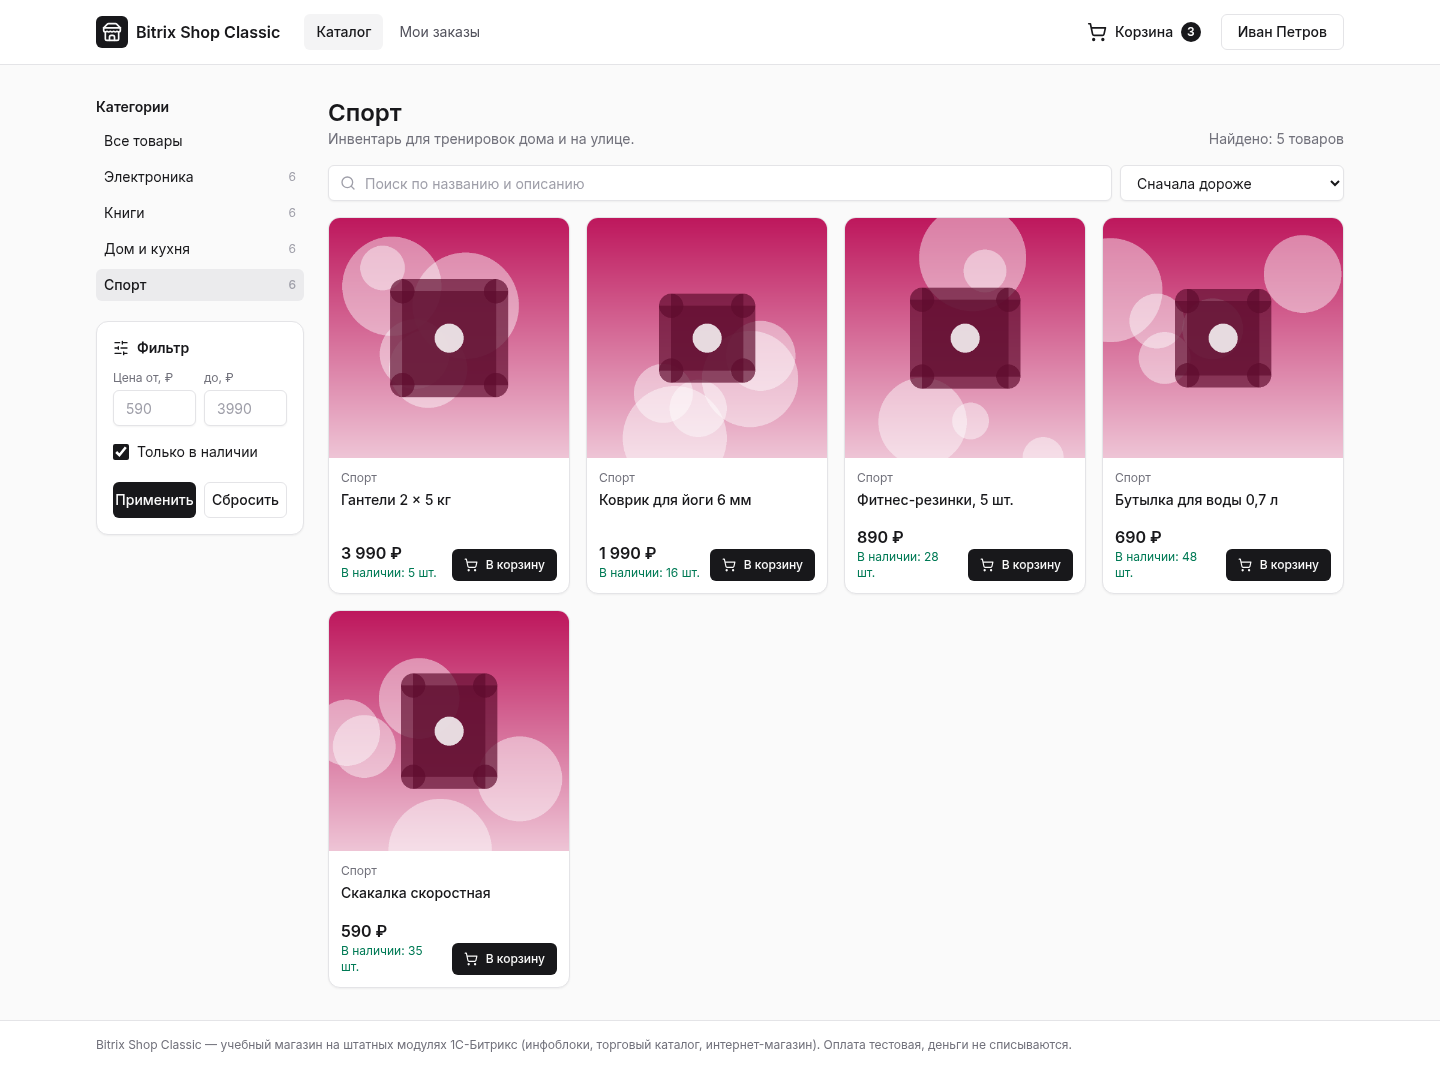 Bitrix Shop Classic
Каталог
Мои заказы
Корзина 3
Иван Петров
Категории
Все товары
Электроника 6
Книги 6
Дом и кухня 6
Спорт 6
Фильтр
Цена от, ₽ до, ₽
590 3990
Только в наличии
Применить Сбросить
Спорт
Инвентарь для тренировок дома и на улице.
Найдено: 5 товаров
Поиск по названию и описанию
Сначала дороже
Спорт
Гантели 2 × 5 кг
3 990 ₽
В наличии: 5 шт.
В корзину
Спорт
Коврик для йоги 6 мм
1 990 ₽
В наличии: 16 шт.
В корзину
Спорт
Фитнес-резинки, 5 шт.
890 ₽
В наличии: 28
шт.
В корзину
Спорт
Бутылка для воды 0,7 л
690 ₽
В наличии: 48
шт.
В корзину
Спорт
Скакалка скоростная
590 ₽
В наличии: 35
шт.
В корзину
Bitrix Shop Classic — учебный магазин на штатных модулях 1С-Битрикс (инфоблоки, торговый каталог, интернет-магазин). Оплата тестовая, деньги не списываются.